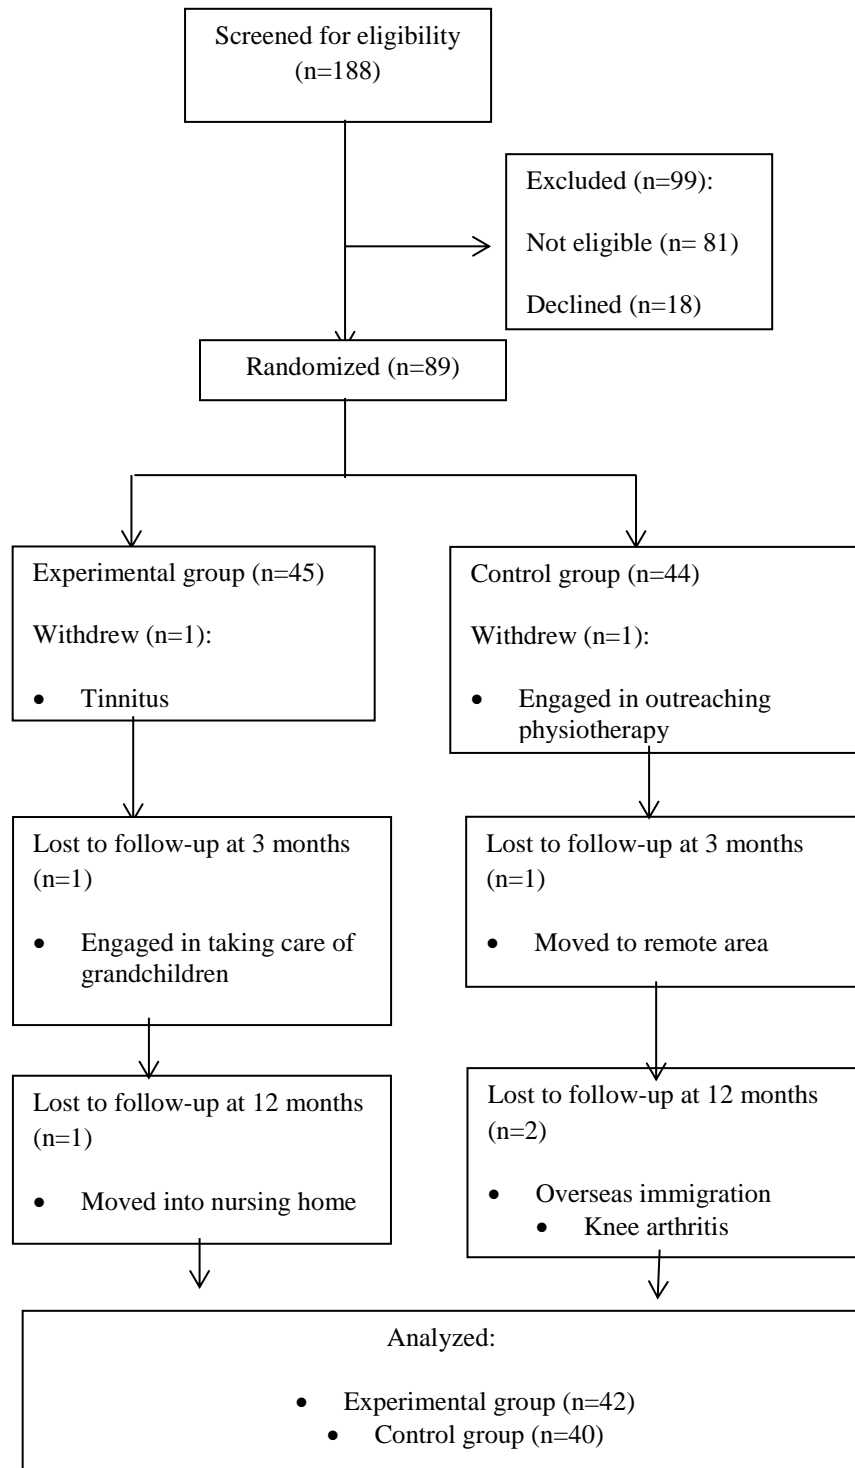 Screened for eligibility
(n=188)
Excluded (n=99):
Not eligible (n= 81)
Declined (n=18)
Randomized (n=89)
Experimental group (n=45)
Withdrew (n=1):
• Tinnitus
Control group (n=44)
Withdrew (n=1):
• Engaged in outreaching
physiotherapy
Lost to follow-up at 3 months
(n=1)
• Engaged in taking care of
grandchildren
Lost to follow-up at 3 months
(n=1)
• Moved to remote area
Lost to follow-up at 12 months
(n=1)
• Moved into nursing home
Lost to follow-up at 12 months
(n=2)
• Overseas immigration
• Knee arthritis
Analyzed:
• Experimental group (n=42)
• Control group (n=40)